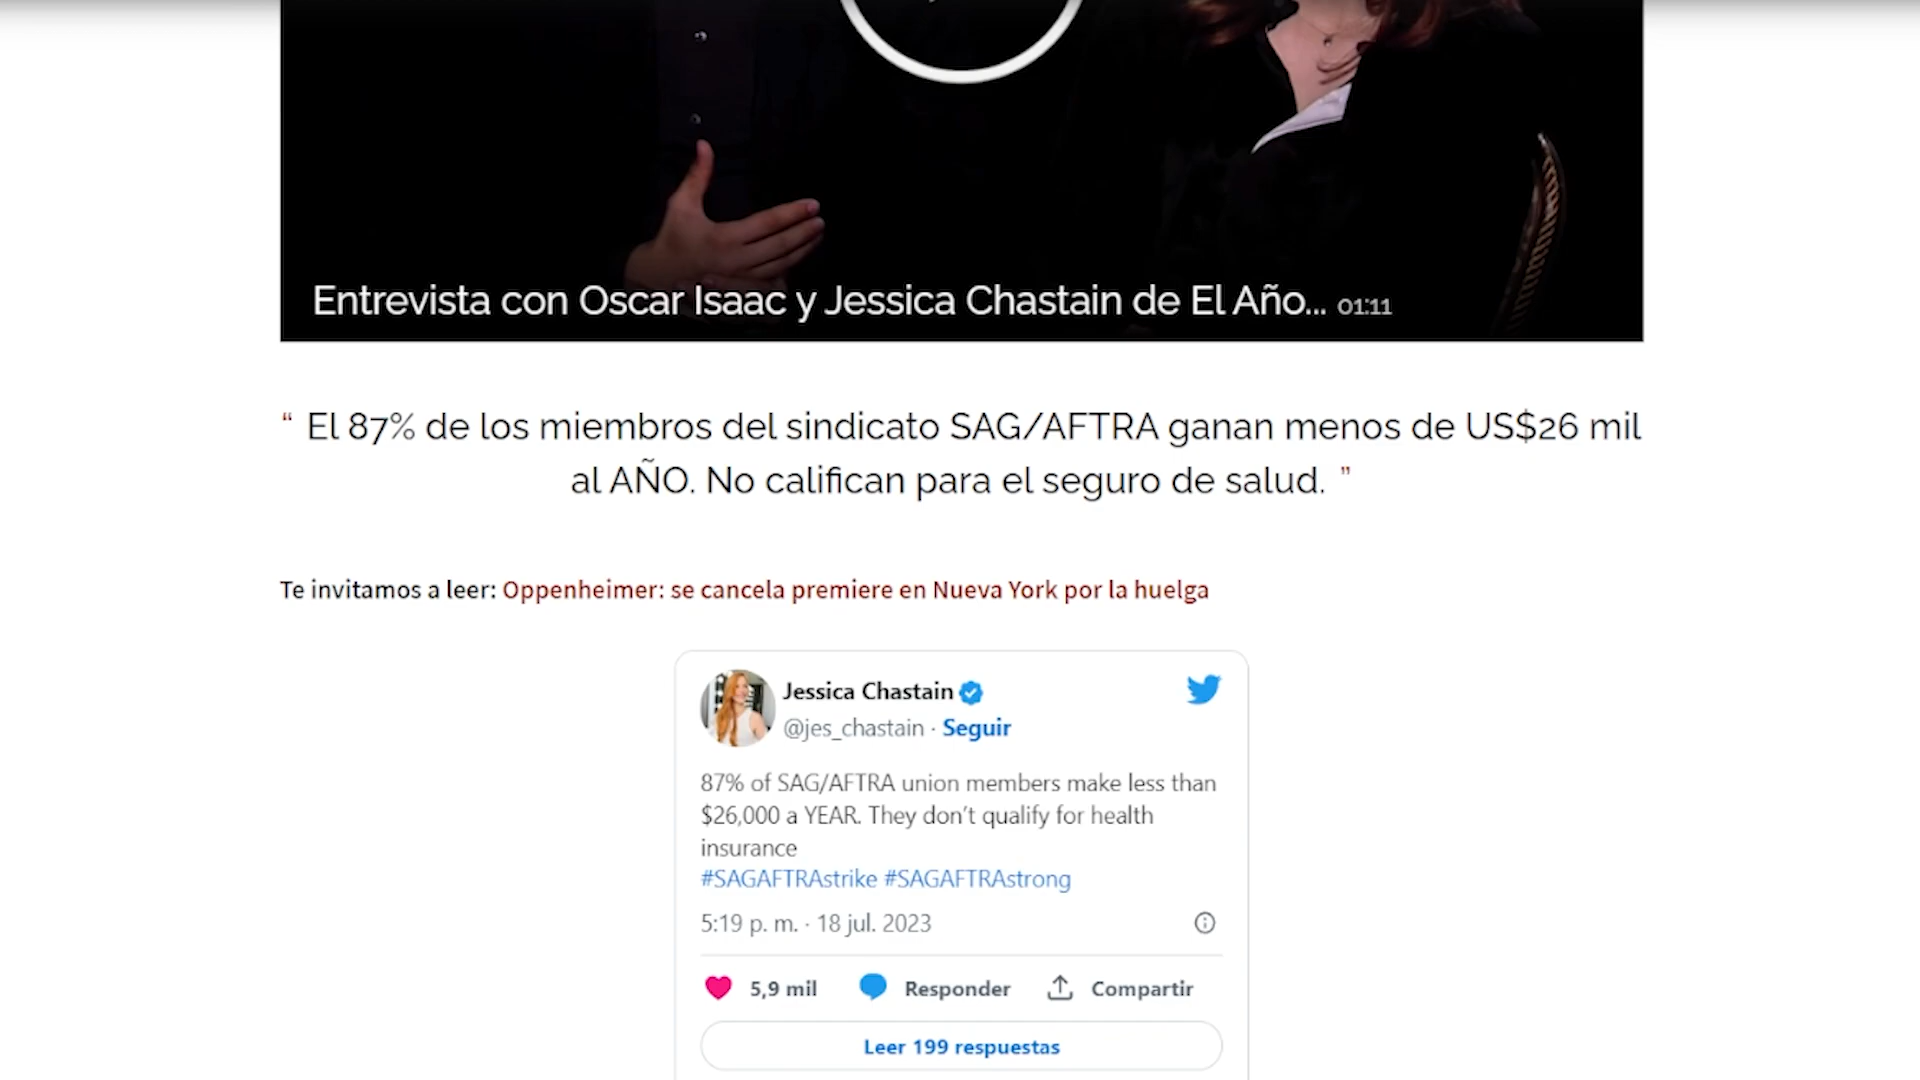 Entrevista con Oscar Isaac y Jessica Chastain de El Año... 01:11
“ El 87% de los miembros del sindicato SAG/AFTRA ganan menos de US$26 mil
al AÑO. No califican para el seguro de salud. ”
Te invitamos a leer: Oppenheimer: se cancela premiere en Nueva York por la huelga
Jessica Chastain
@jes_chastain · Seguir
87% of SAG/AFTRA union members make less than
$26,000 a YEAR. They don’t qualify for health
insurance
#SAGAFTRAstrike #SAGAFTRAstrong
5:19 p. m. · 18 jul. 2023
5,9 mil Responder Compartir
Leer 199 respuestas